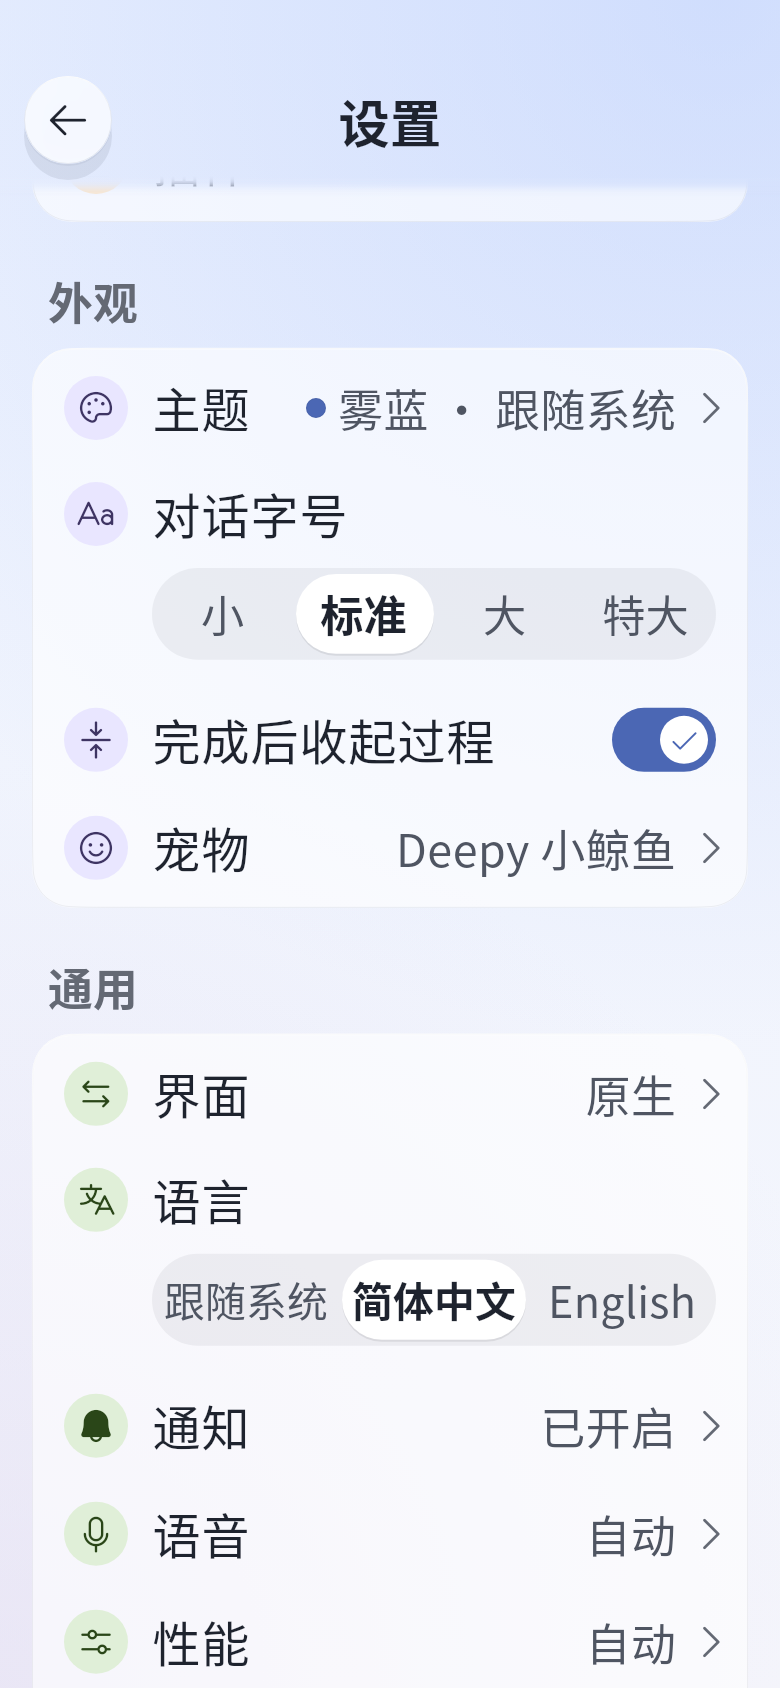 设置
外观
主题 雾蓝 · 跟随系统
Aa 对话字号
小 标准 大 特大
完成后收起过程
宠物 Deepy 小鲸鱼
通用
界面 原生
文A 语言
跟随系统 简体中文 English
通知 已开启
语音 自动
性能 自动